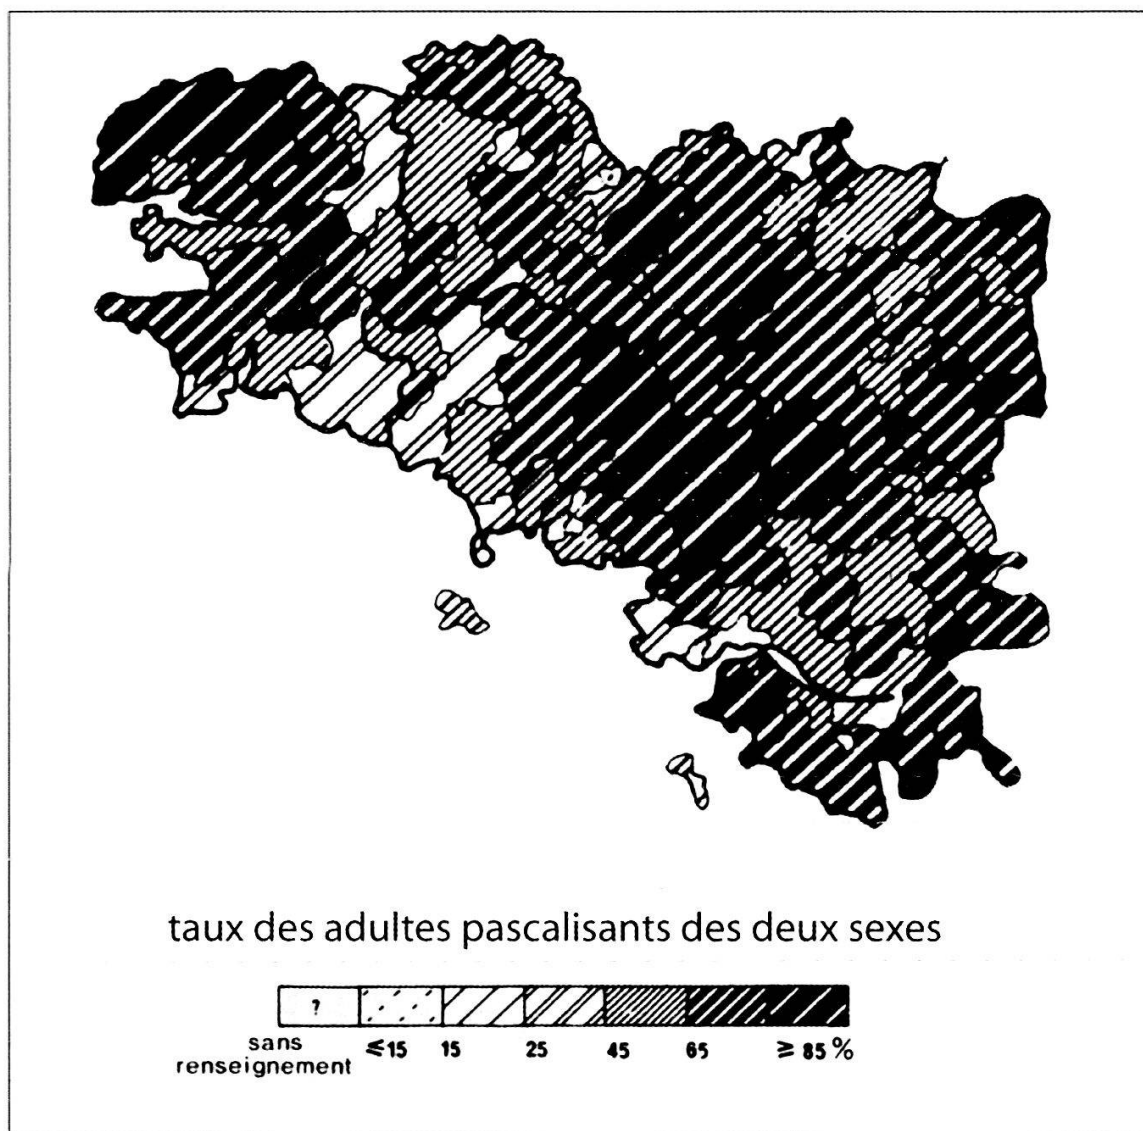 taux des adultes pascalisants des deux sexes
?
sans renseignement ≤15 15 25 45 65 ≥ 85 %